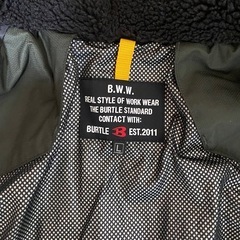 B.W.W.
REAL STYLE OF WORK WEAR
THE BURTLE STANDARD
CONTACT WITH:
BURTLE EST.2011
L